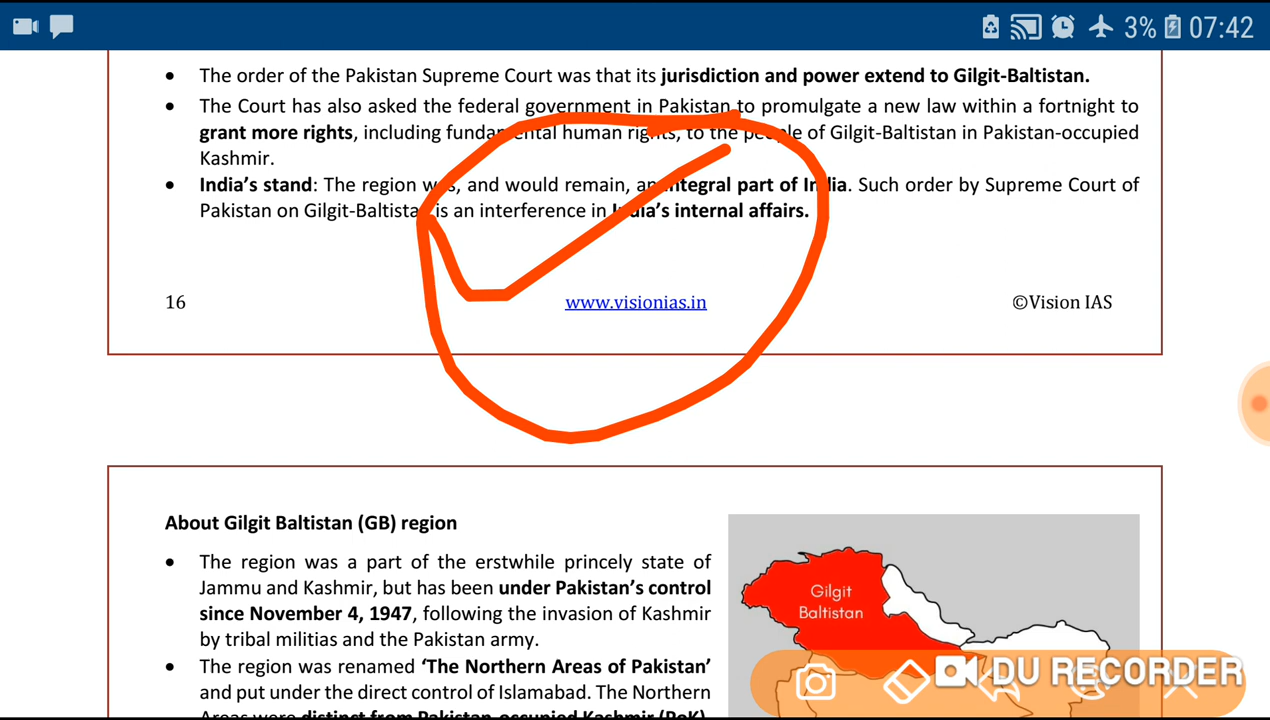 3% 07:42
• The order of the Pakistan Supreme Court was that its jurisdiction and power extend to Gilgit-Baltistan.
• The Court has also asked the federal government in Pakistan to promulgate a new law within a fortnight to
grant more rights, including fundamental human rights, to the people of Gilgit-Baltistan in Pakistan-occupied
Kashmir.
• India's stand: The region was, and would remain, an integral part of India. Such order by Supreme Court of
Pakistan on Gilgit-Baltistan is an interference in India's internal affairs.
16 www.visionias.in ©Vision IAS
About Gilgit Baltistan (GB) region
• The region was a part of the erstwhile princely state of
Jammu and Kashmir, but has been under Pakistan's control
since November 4, 1947, following the invasion of Kashmir
by tribal militias and the Pakistan army.
• The region was renamed 'The Northern Areas of Pakistan'
and put under the direct control of Islamabad. The Northern
Areas were distinct from Pakistan-occupied Kashmir (PoK),
Gilgit
Baltistan
DU RECORDER